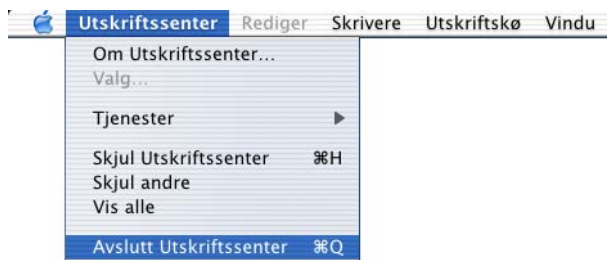 Utskriftssenter Rediger Skrivere Utskriftskø Vindu
Om Utskriftssenter...
Valg...
Tjenester
Skjul Utskriftssenter ⌘H
Skjul andre
Vis alle
Avslutt Utskriftssenter ⌘Q